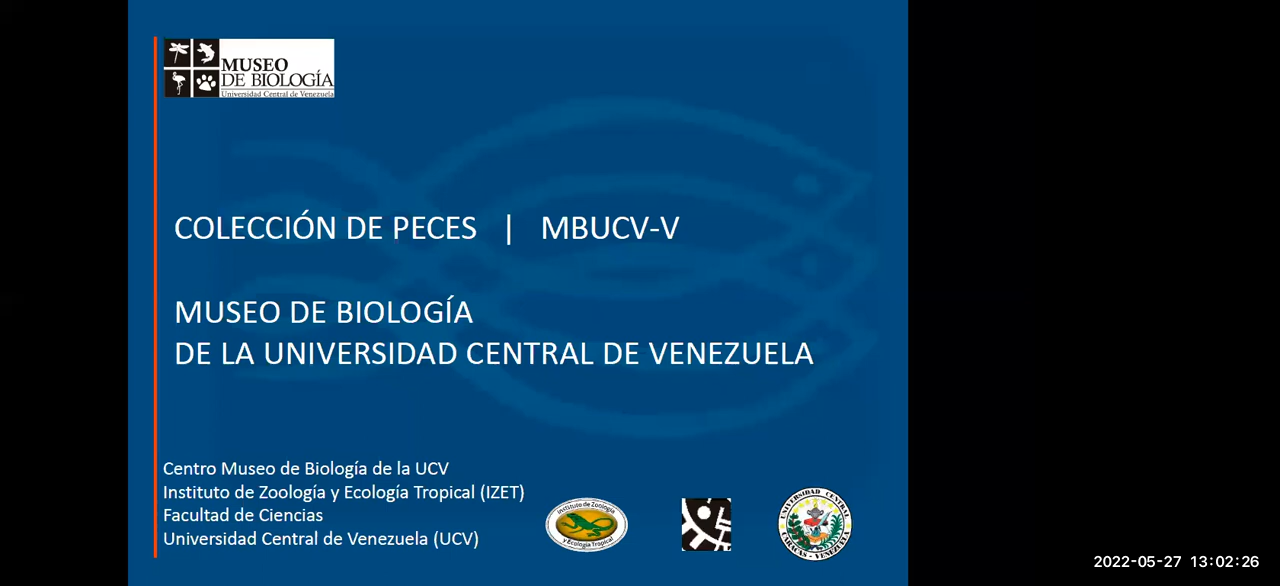 MUSEO
DE BIOLOGÍA
Universidad Central de Venezuela
COLECCIÓN DE PECES | MBUCV-V
MUSEO DE BIOLOGÍA
DE LA UNIVERSIDAD CENTRAL DE VENEZUELA
Centro Museo de Biología de la UCV
Instituto de Zoología y Ecología Tropical (IZET)
Facultad de Ciencias
Universidad Central de Venezuela (UCV)
Instituto de Zoología
y Ecología Tropical
UNIVERSIDAD CENTRAL
CARACAS - VENEZUELA
2022-05-27 13:02:26